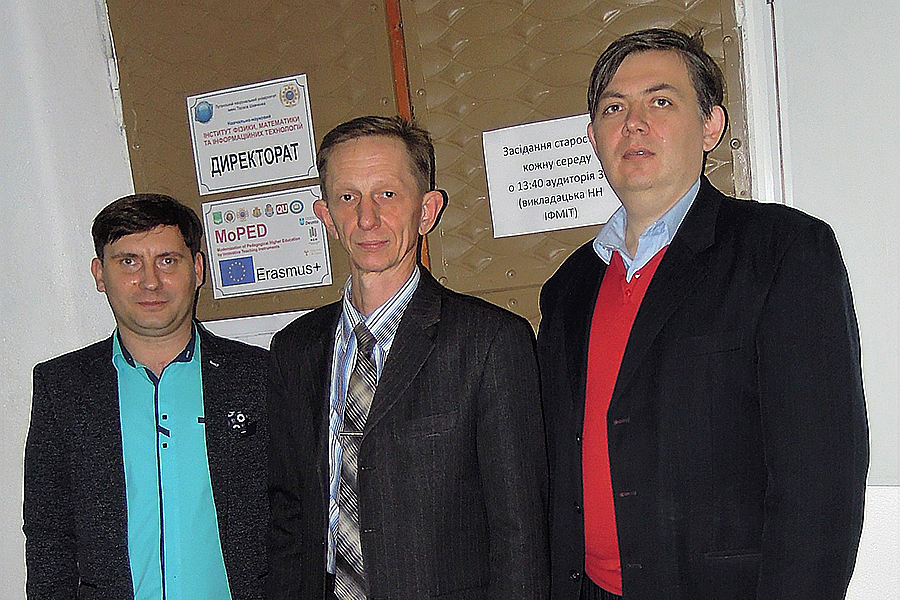 Луганський національний університет
імені Тараса Шевченка
Навчально-науковий
ІНСТИТУТ ФІЗИКИ, МАТЕМАТИКИ
ТА ІНФОРМАЦІЙНИХ ТЕХНОЛОГІЙ
ДИРЕКТОРАТ
MoPED
Modernization of Pedagogical Higher Education
by Innovative Teaching Instruments
Erasmus+
Засідання старос
кожну середу
о 13:40 аудиторія 3
(викладацька НН
ІФМІТ)